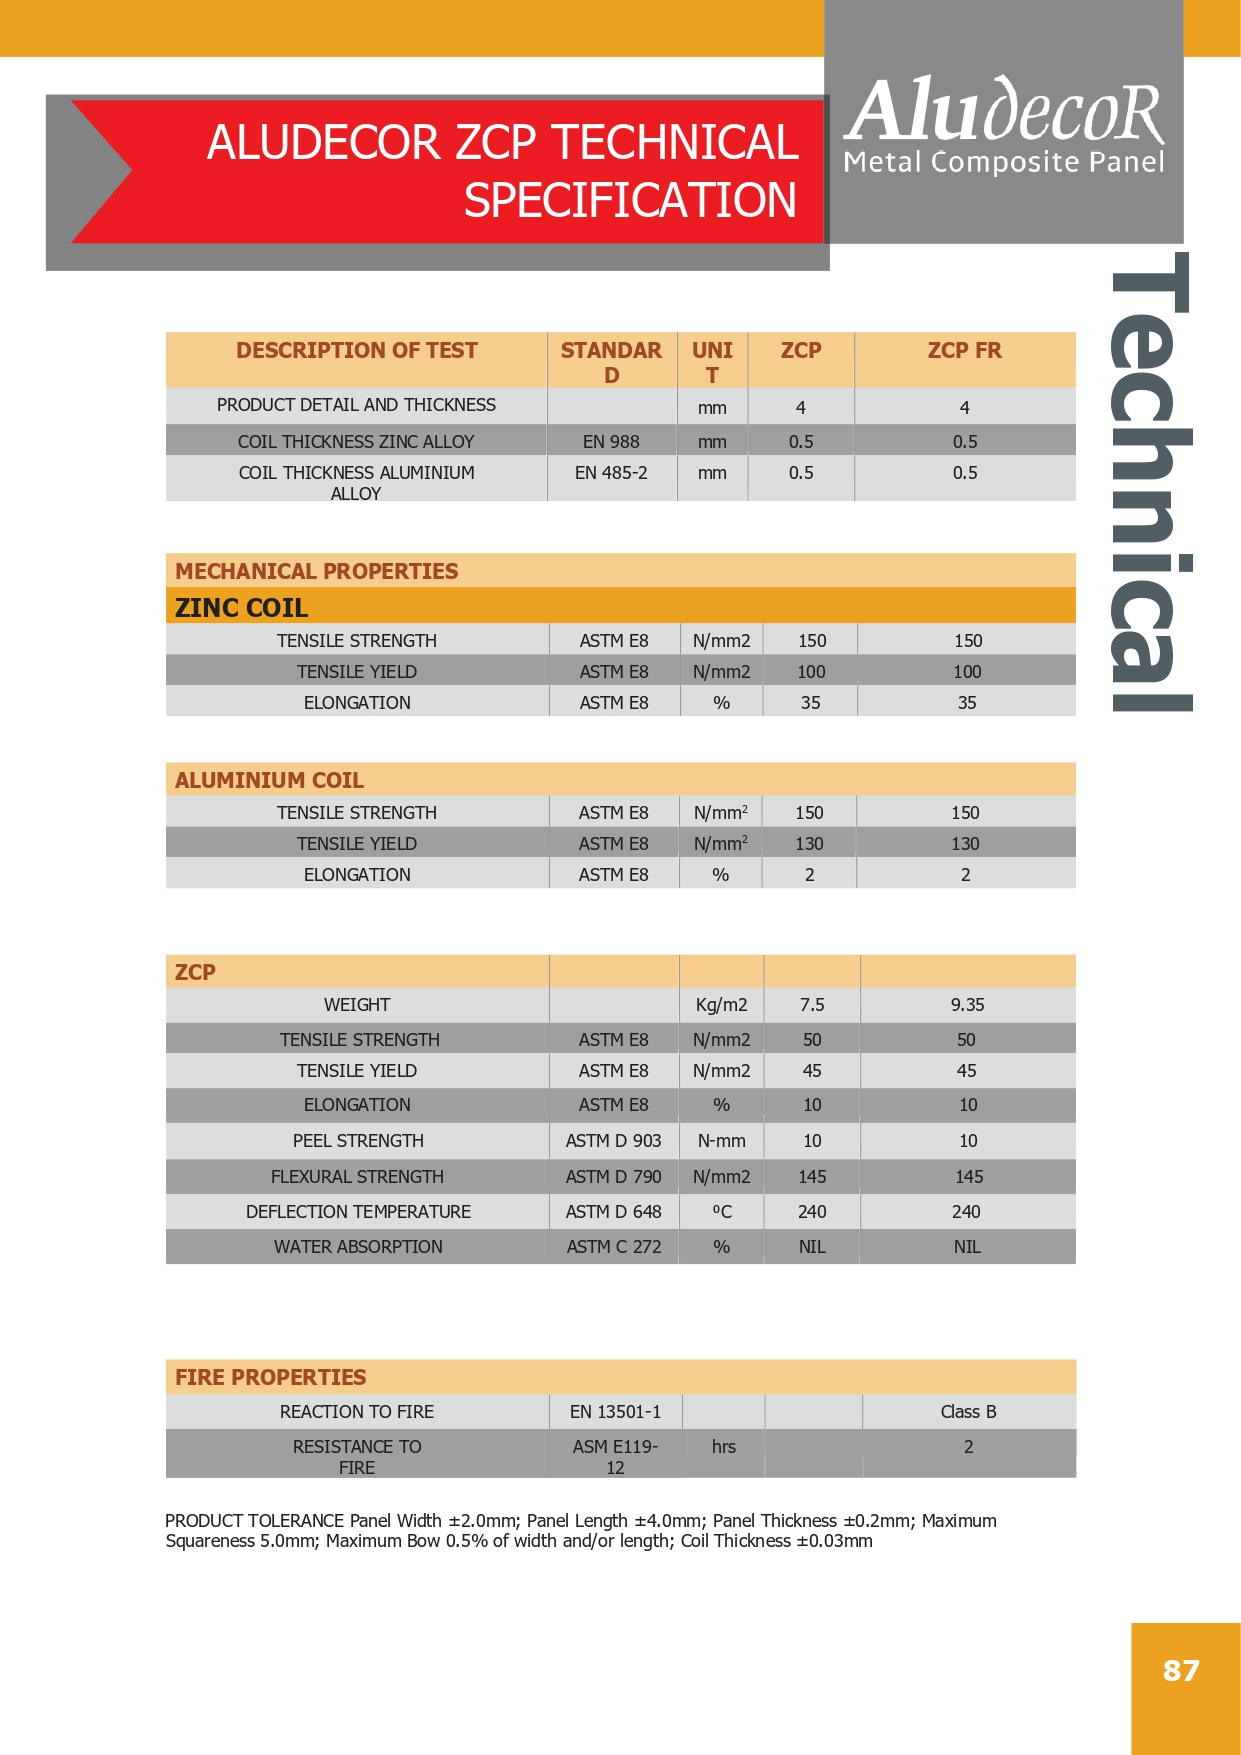 AludecoR
Metal Composite Panel
ALUDECOR ZCP TECHNICAL
SPECIFICATION
Technical
DESCRIPTION OF TEST STANDAR UNI ZCP ZCP FR
D T
PRODUCT DETAIL AND THICKNESS mm 4 4
COIL THICKNESS ZINC ALLOY EN 988 mm 0.5 0.5
COIL THICKNESS ALUMINIUM EN 485-2 mm 0.5 0.5
ALLOY
MECHANICAL PROPERTIES
ZINC COIL
TENSILE STRENGTH ASTM E8 N/mm2 150 150
TENSILE YIELD ASTM E8 N/mm2 100 100
ELONGATION ASTM E8 % 35 35
ALUMINIUM COIL
TENSILE STRENGTH ASTM E8 N/mm² 150 150
TENSILE YIELD ASTM E8 N/mm² 130 130
ELONGATION ASTM E8 % 2 2
ZCP
WEIGHT Kg/m2 7.5 9.35
TENSILE STRENGTH ASTM E8 N/mm2 50 50
TENSILE YIELD ASTM E8 N/mm2 45 45
ELONGATION ASTM E8 % 10 10
PEEL STRENGTH ASTM D 903 N-mm 10 10
FLEXURAL STRENGTH ASTM D 790 N/mm2 145 145
DEFLECTION TEMPERATURE ASTM D 648 ⁰C 240 240
WATER ABSORPTION ASTM C 272 % NIL NIL
FIRE PROPERTIES
REACTION TO FIRE EN 13501-1 Class B
RESISTANCE TO ASM E119- hrs 2
FIRE 12
PRODUCT TOLERANCE Panel Width ±2.0mm; Panel Length ±4.0mm; Panel Thickness ±0.2mm; Maximum
Squareness 5.0mm; Maximum Bow 0.5% of width and/or length; Coil Thickness ±0.03mm
87